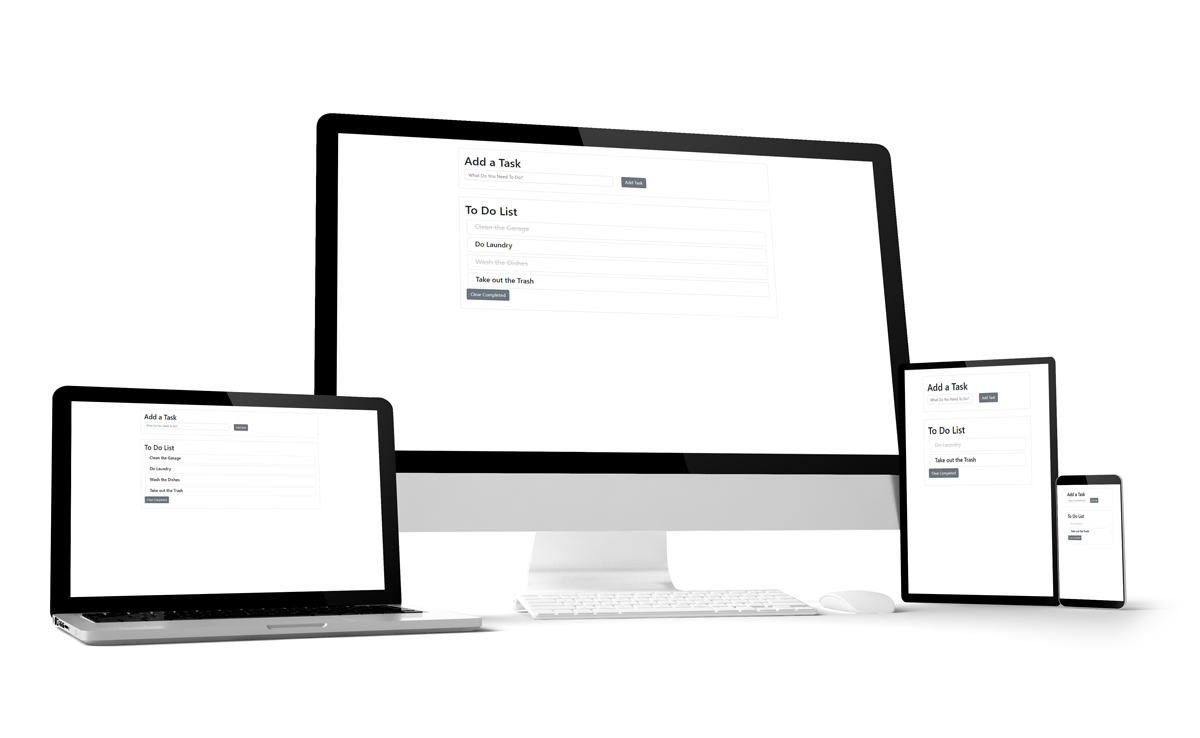 Add a Task
What Do You Need To Do?
Add Task
To Do List
Clean the Garage
Do Laundry
Wash the Dishes
Take out the Trash
Clear Completed
Add a Task
What Do You Need To Do?
Add Task
To Do List
Clean the Garage
Do Laundry
Wash the Dishes
Take out the Trash
Clear Completed
Add a Task
What Do You Need To Do?
Add Task
To Do List
Do Laundry
Take out the Trash
Clear Completed
Add a Task
To Do List
Take out the Trash